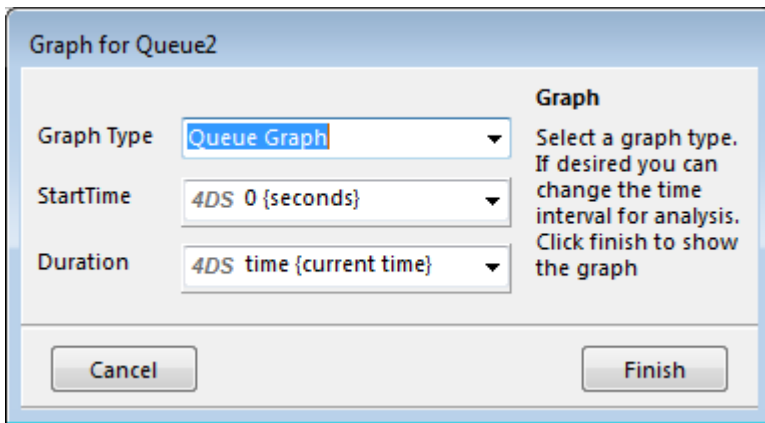 Graph for Queue2
Graph Type
Queue Graph
StartTime
4DS 0 {seconds}
Duration
4DS time {current time}
Graph
Select a graph type.
If desired you can
change the time
interval for analysis.
Click finish to show
the graph
Cancel
Finish